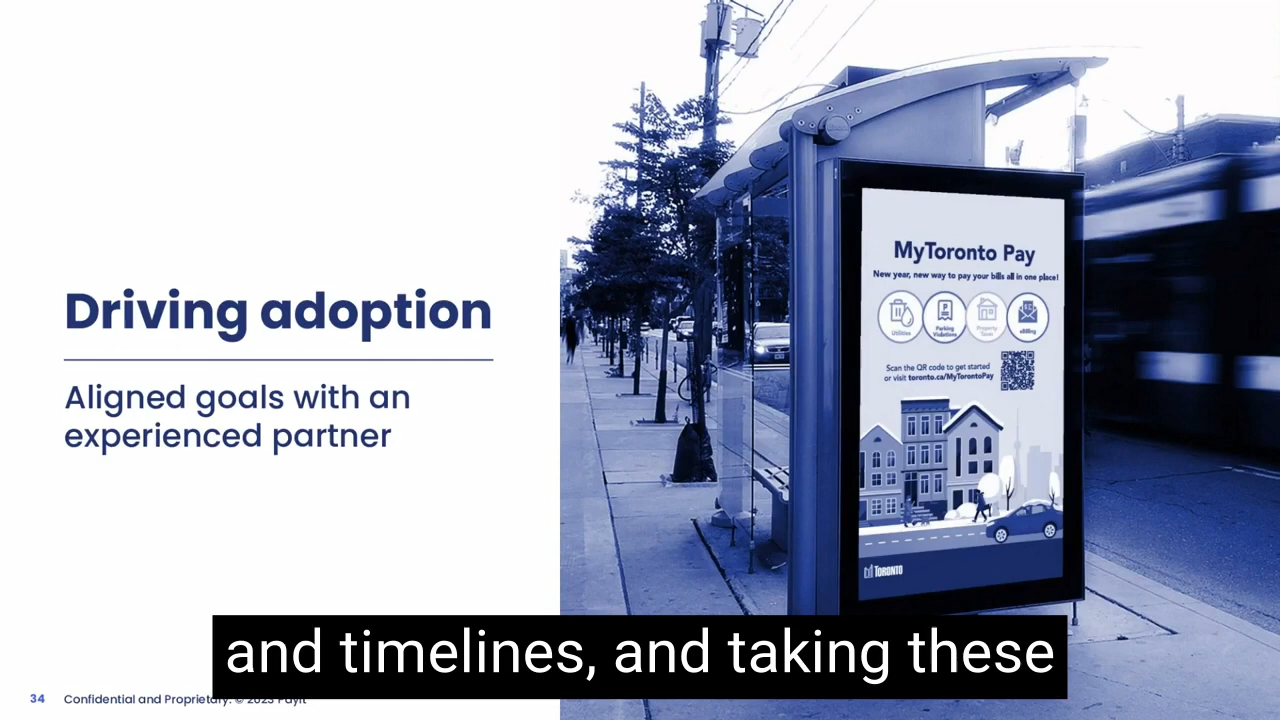 Driving adoption
Aligned goals with an
experienced partner
MyToronto Pay
New year, new way to pay your bills all in one place!
Utilities
Parking
Violations
Property
Taxes
eBilling
Scan the QR code to get started
or visit toronto.ca/MyTorontoPay
TORONTO
and timelines, and taking these
34 Confidential and Proprietary. © 2023 PayIt